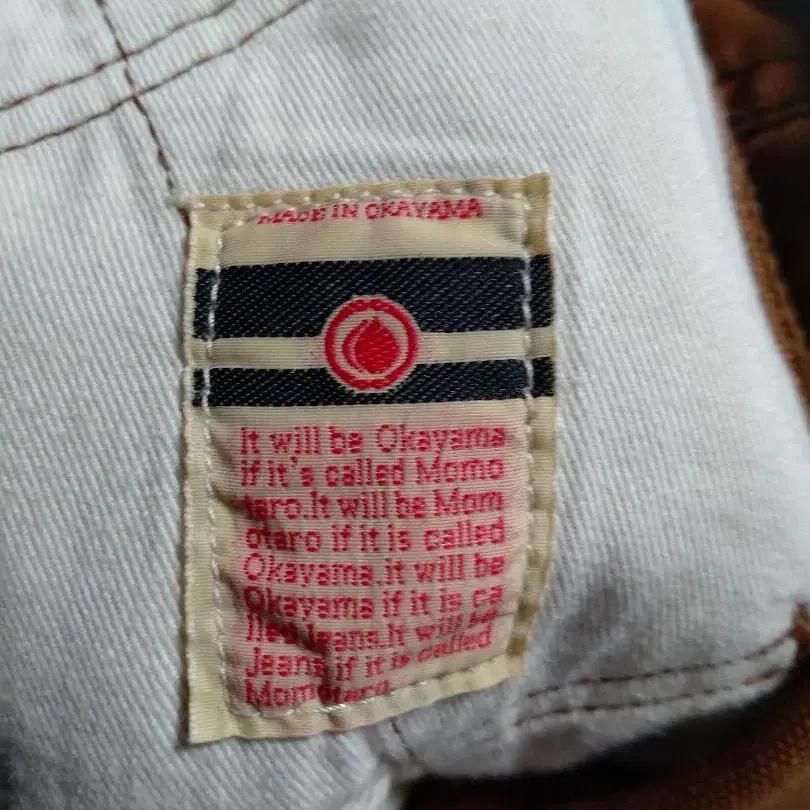 MADE IN OKAYAMA
it will be Okayama
if it's called Momo
taro.It will be Mom
otaro if it is called
Okayama.it will be
Okayama if it is ca
lled Jeans.It will be
Jeans if it is called
Momotaro.